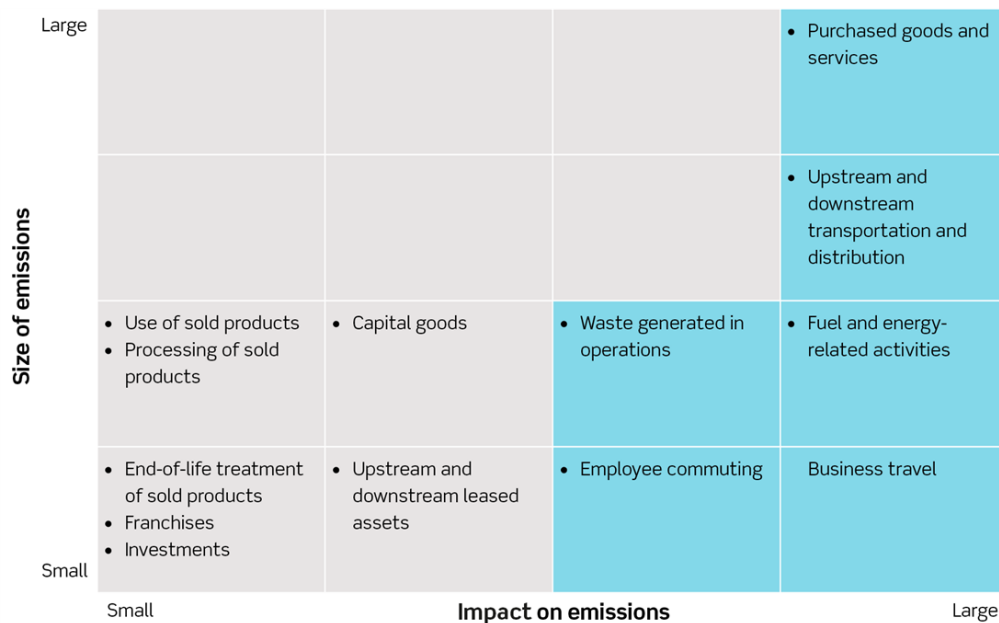 Large
• Purchased goods and
services
• Upstream and
downstream
transportation and
distribution
Size of emissions
• Use of sold products
• Processing of sold
products
• Capital goods
• Waste generated in
operations
• Fuel and energy-
related activities
• End-of-life treatment
of sold products
• Franchises
• Investments
• Upstream and
downstream leased
assets
• Employee commuting
Business travel
Small
Small
Impact on emissions
Large